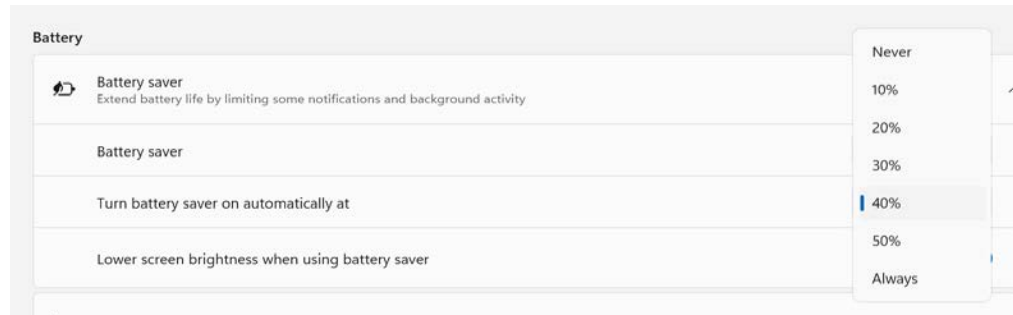 Battery
Battery saver
Extend battery life by limiting some notifications and background activity
Battery saver
Turn battery saver on automatically at
Lower screen brightness when using battery saver
Never
10%
20%
30%
40%
50%
Always